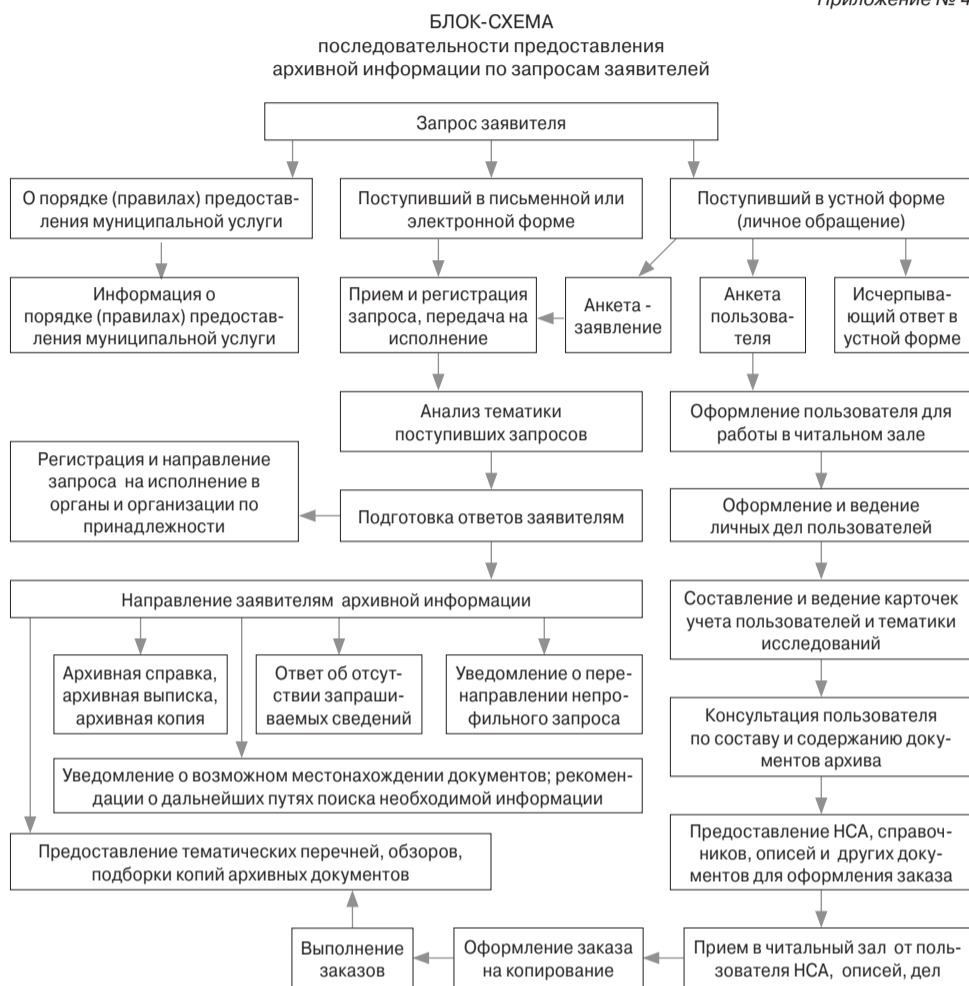 Приложение № 4
БЛОК-СХЕМА
последовательности предоставления
архивной информации по запросам заявителей
Запрос заявителя
О порядке (правилах) предостав-
ления муниципальной услуги
Поступивший в письменной или
электронной форме
Поступивший в устной форме
(личное обращение)
Информация о
порядке (правилах) предостав-
ления муниципальной услуги
Прием и регистрация
запроса, передача на
исполнение
Анкета -
заявление
Анкета
пользова-
теля
Исчерпыва-
ющий ответ в
устной форме
Анализ тематики
поступивших запросов
Оформление пользователя для
работы в читальном зале
Регистрация и направление
запроса на исполнение в
органы и организации по
принадлежности
Подготовка ответов заявителям
Оформление и ведение
личных дел пользователей
Направление заявителям архивной информации
Составление и ведение карточек
учета пользователей и тематики
исследований
Архивная справка,
архивная выписка,
архивная копия
Ответ об отсут-
ствии запраши-
ваемых сведений
Уведомление о пере-
направлении непро-
фильного запроса
Консультация пользователя
по составу и содержанию доку-
ментов архива
Уведомление о возможном местонахождении документов; рекомен-
дации о дальнейших путях поиска необходимой информации
Предоставление тематических перечней, обзоров,
подборки копий архивных документов
Предоставление НСА, справоч-
ников, описей и других доку-
ментов для оформления заказа
Выполнение
заказов
Оформление заказа
на копирование
Прием в читальный зал от поль-
зователя НСА, описей, дел